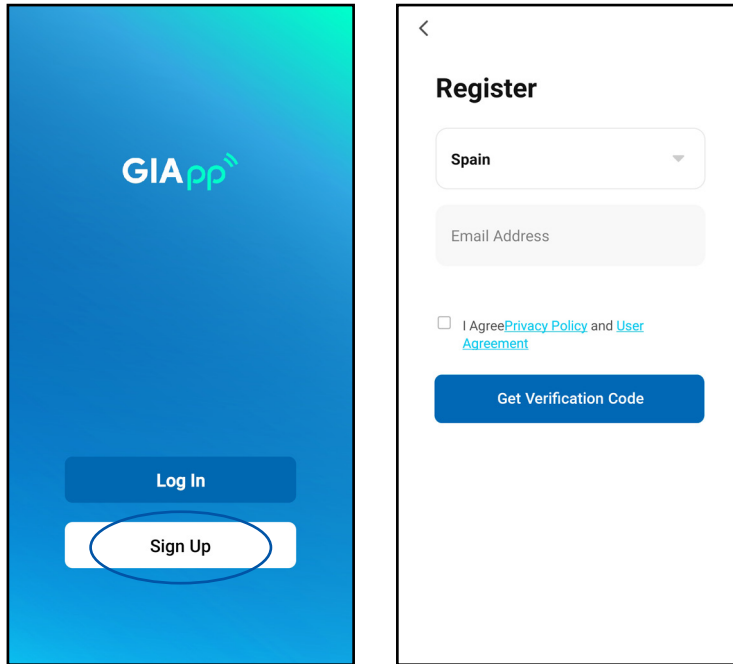 GIApp
Log In
Sign Up
Register
Spain
Email Address
I AgreePrivacy Policy and User
Agreement
Get Verification Code